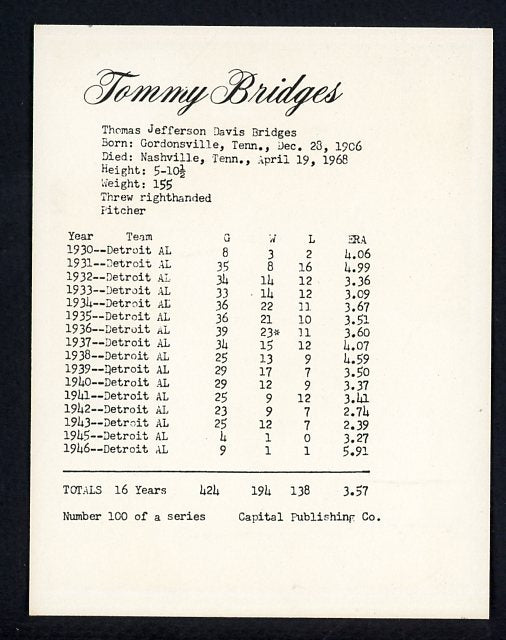 Tommy Bridges
Thomas Jefferson Davis Bridges
Born: Gordonsville, Tenn., Dec. 28, 1906
Died: Nashville, Tenn., April 19, 1968
Height: 5-10½
Weight: 155
Threw righthanded
Pitcher
Year Team G W L ERA
1930--Detroit AL 8 3 2 4.06
1931--Detroit AL 35 8 16 4.99
1932--Detroit AL 34 14 12 3.36
1933--Detroit AL 33 14 12 3.09
1934--Detroit AL 36 22 11 3.67
1935--Detroit AL 36 21 10 3.51
1936--Detroit AL 39 23* 11 3.60
1937--Detroit AL 34 15 12 4.07
1938--Detroit AL 25 13 9 4.59
1939--Detroit AL 29 17 7 3.50
1940--Detroit AL 29 12 9 3.37
1941--Detroit AL 25 9 12 3.41
1942--Detroit AL 23 9 7 2.74
1943--Detroit AL 25 12 7 2.39
1945--Detroit AL 4 1 0 3.27
1946--Detroit AL 9 1 1 5.91
TOTALS 16 Years 424 194 138 3.57
Number 100 of a series Capital Publishing Co.